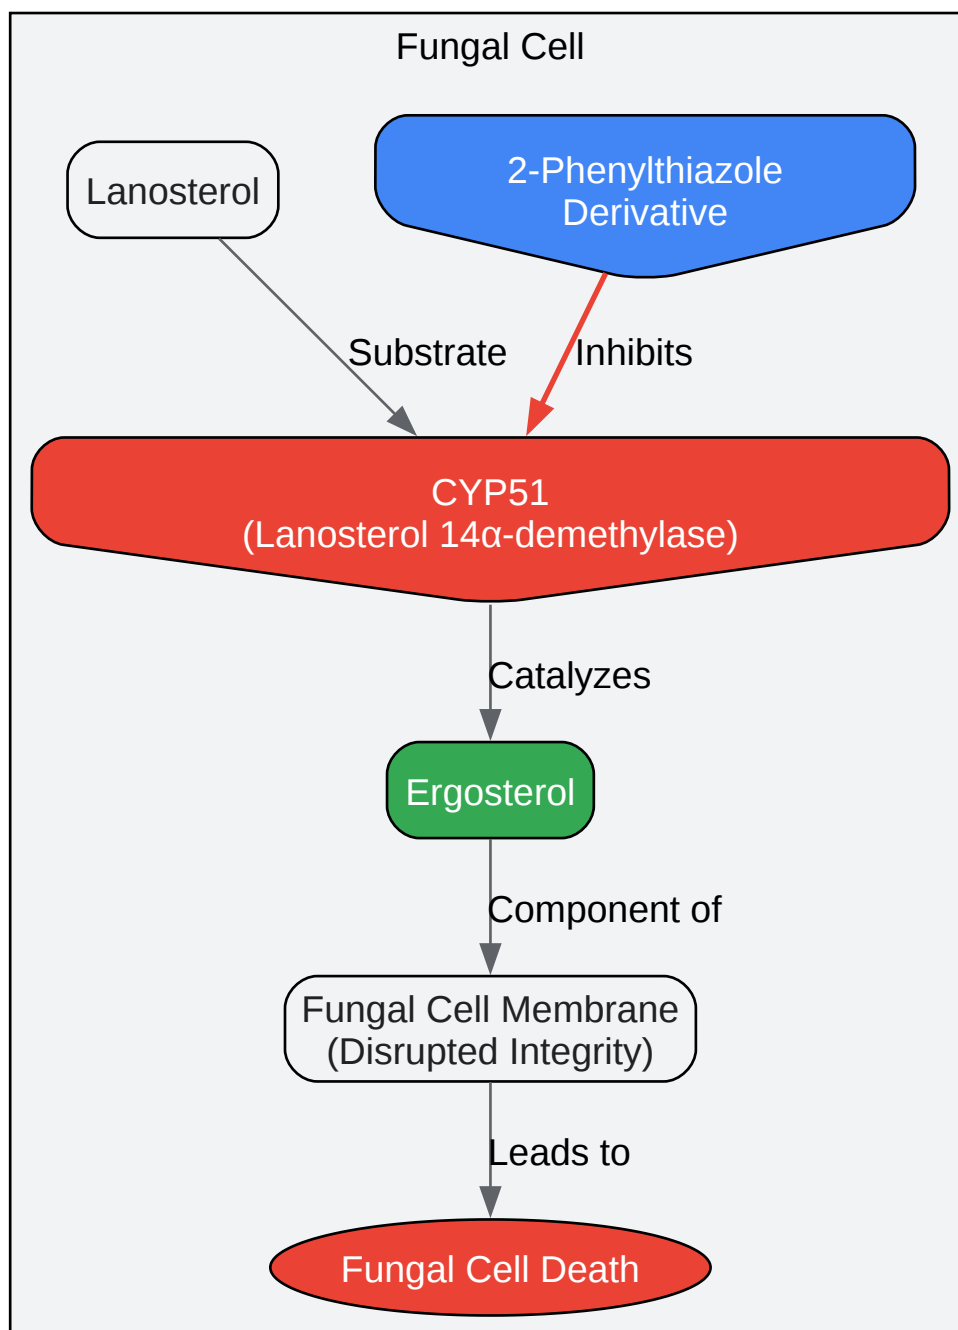 Fungal Cell
Lanosterol
2-Phenylthiazole
Derivative
Substrate
Inhibits
CYP51
(Lanosterol 14α-demethylase)
Catalyzes
Ergosterol
Component of
Fungal Cell Membrane
(Disrupted Integrity)
Leads to
Fungal Cell Death